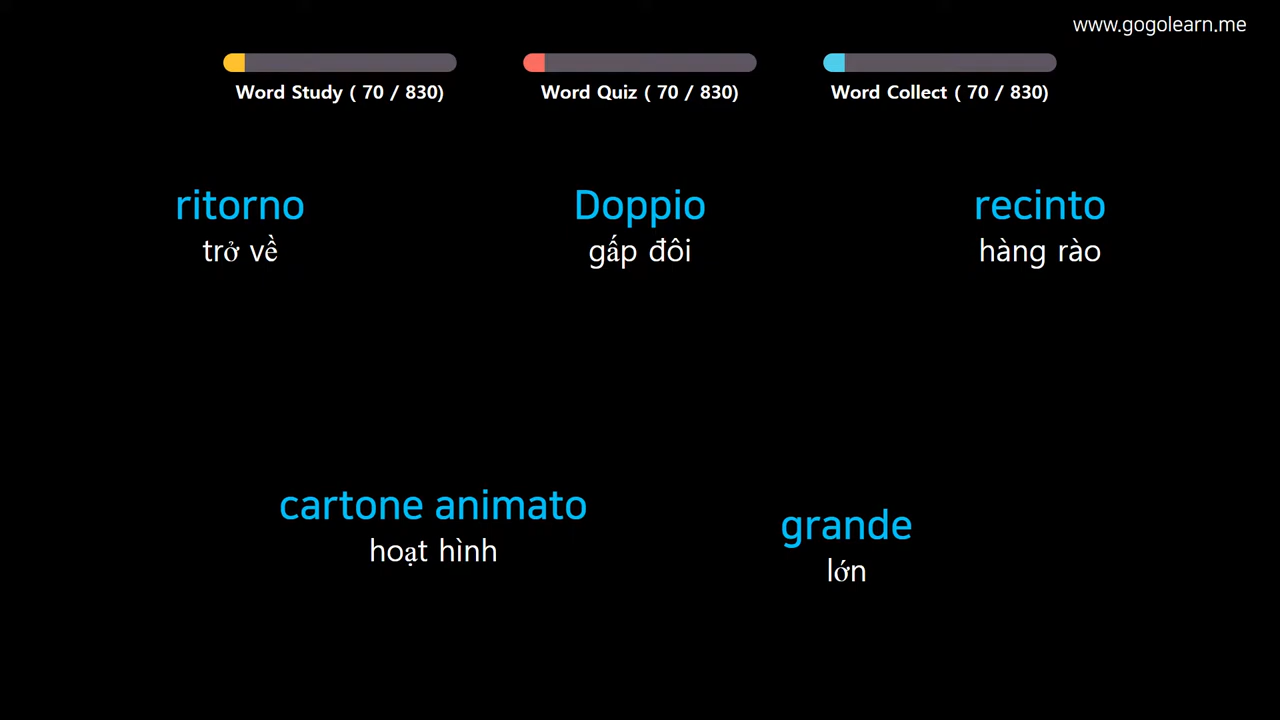 www.gogolearn.me
Word Study ( 70 / 830)
Word Quiz ( 70 / 830)
Word Collect ( 70 / 830)
ritorno
trở về
Doppio
gấp đôi
recinto
hàng rào
cartone animato
hoạt hình
grande
lớn